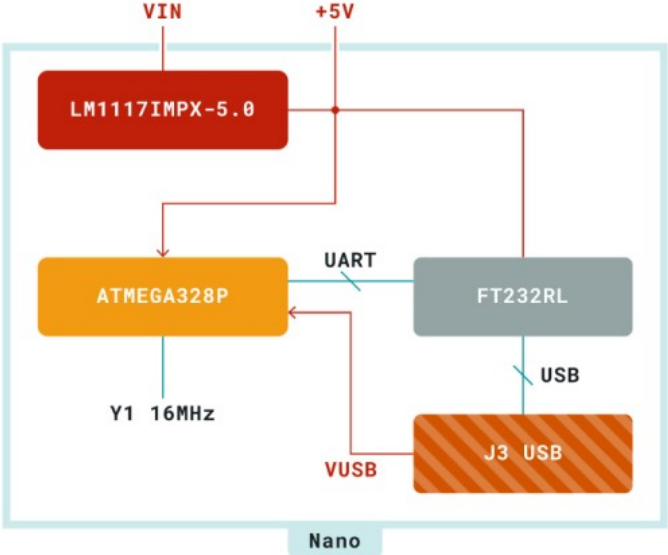 VIN
+5V
LM1117IMPX-5.0
UART
ATMEGA328P
FT232RL
USB
Y1 16MHz
J3 USB
VUSB
Nano